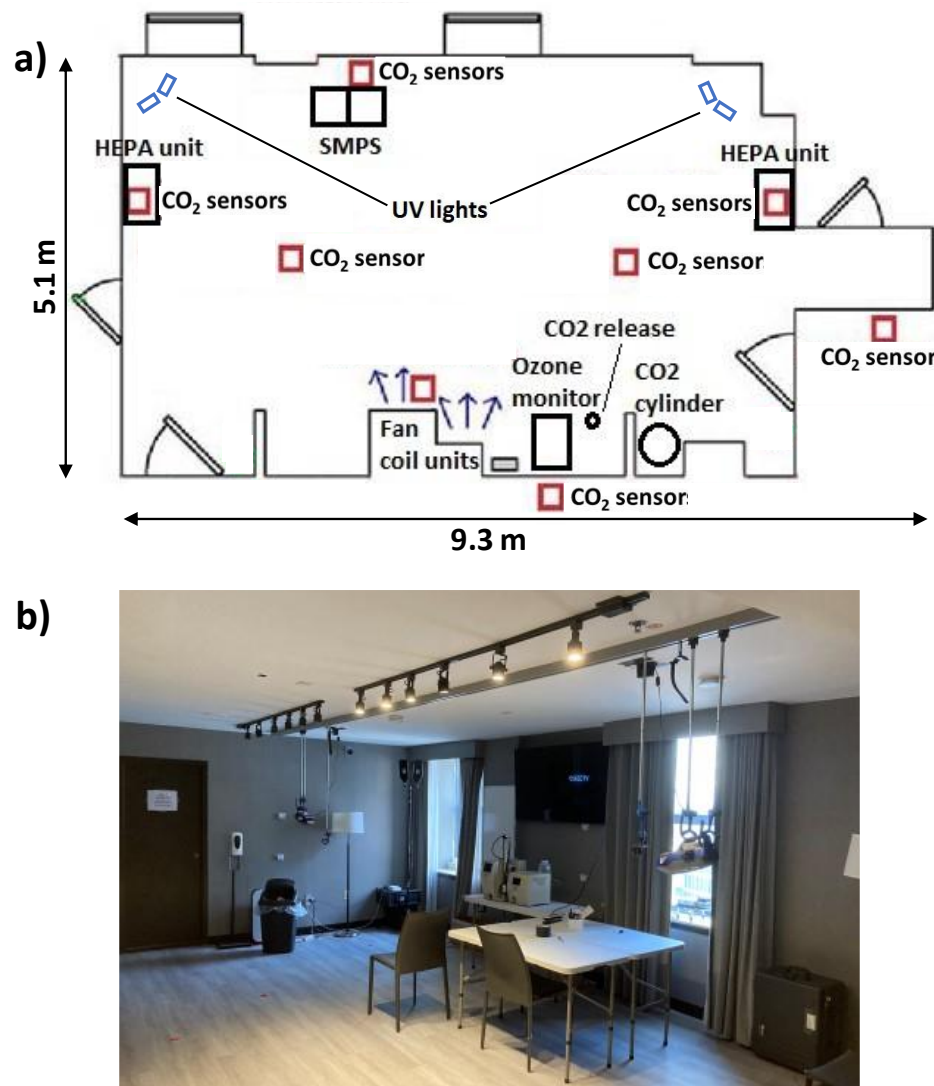 a)
CO₂ sensors
SMPS
HEPA unit
HEPA unit
CO₂ sensors
CO₂ sensors
UV lights
CO₂ sensor
CO₂ sensor
5.1 m
CO2 release
CO₂ sensor
Ozone
monitor
CO2
cylinder
Fan
coil units
CO₂ sensors
9.3 m
b)